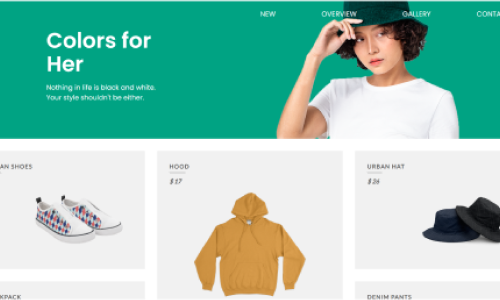 NEW OVERVIEW GALLERY CONTA
Colors for
Her
Nothing in life is black and white.
Your style shouldn't be either.
AN SHOES
HOOD
$ 17
URBAN HAT
$ 26
KPACK
DENIM PANTS